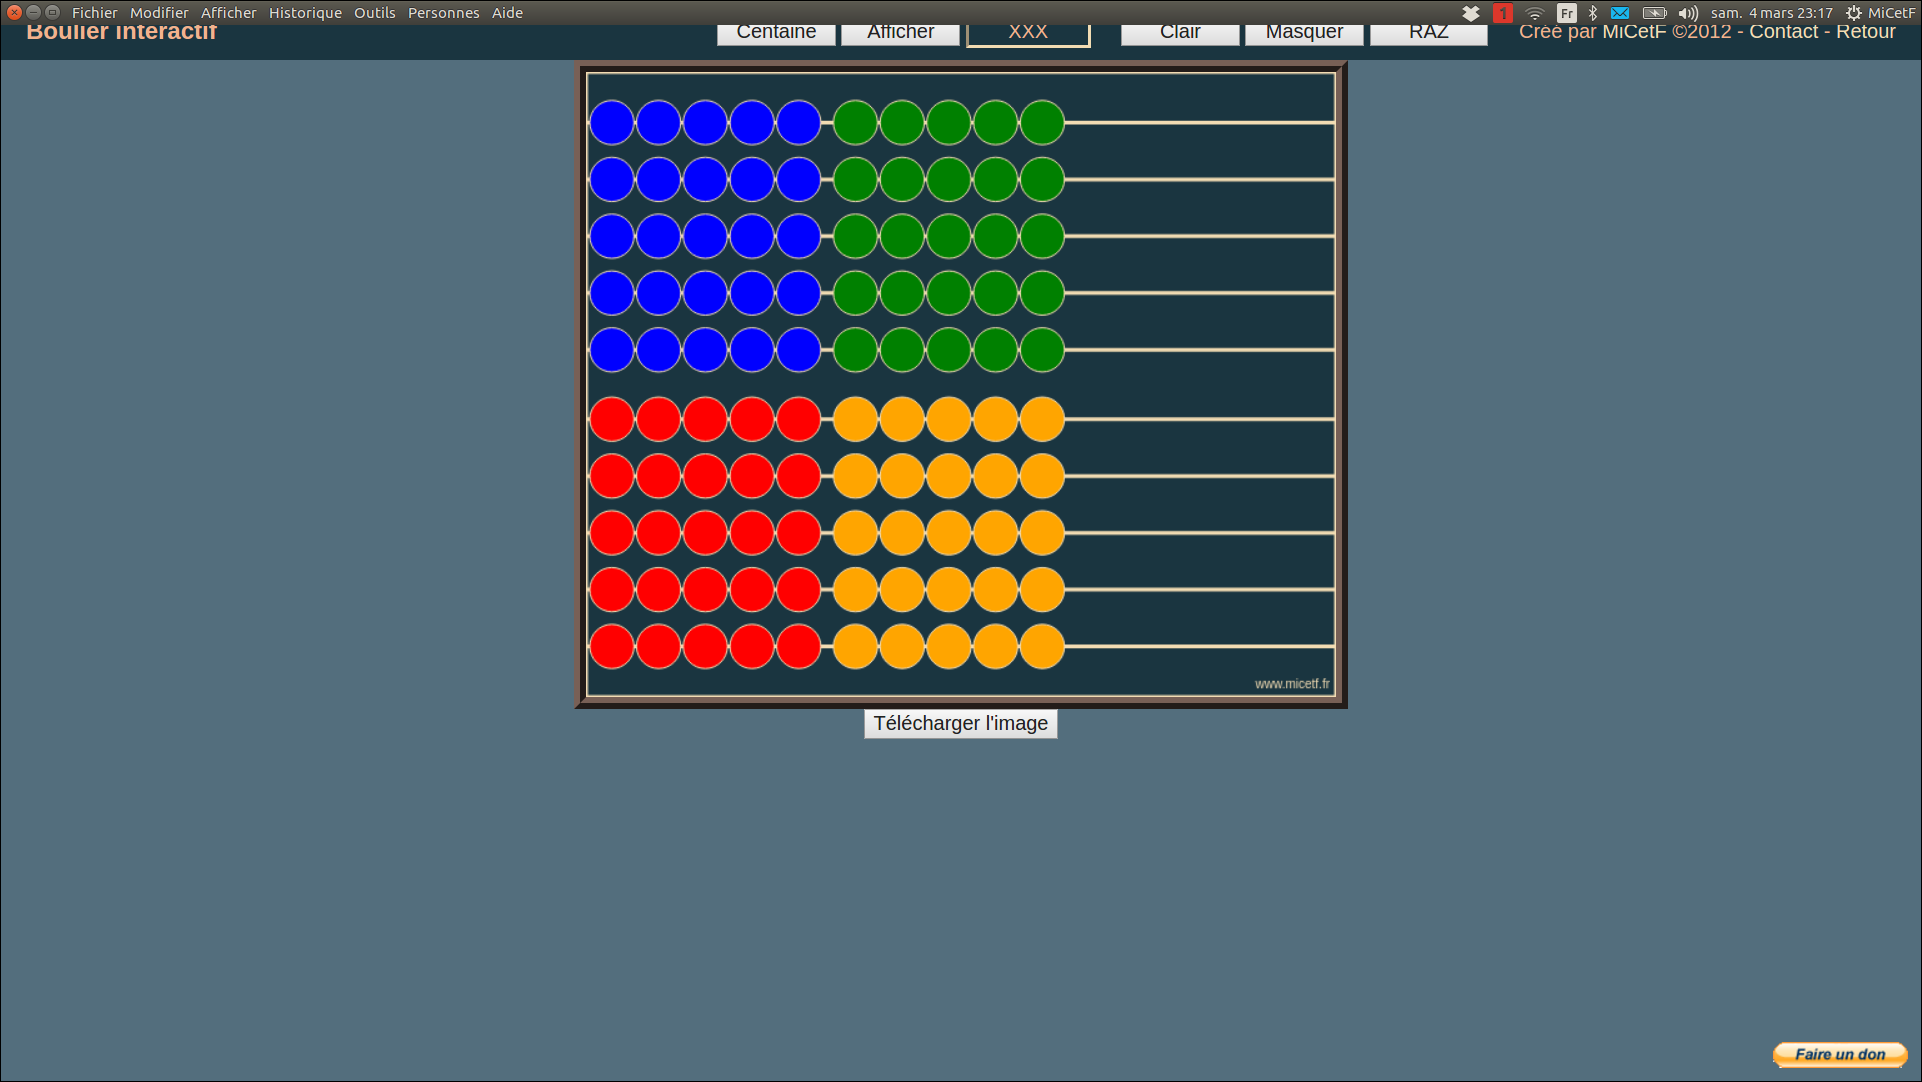 Fichier Modifier Afficher Historique Outils Personnes Aide
1 Fr sam. 4 mars 23:17 MiCetF
Boulier interactif Centaine Afficher XXX Clair Masquer RAZ Créé par MiCetF ©2012 - Contact - Retour
www.micetf.fr
Télécharger l'image
Faire un don